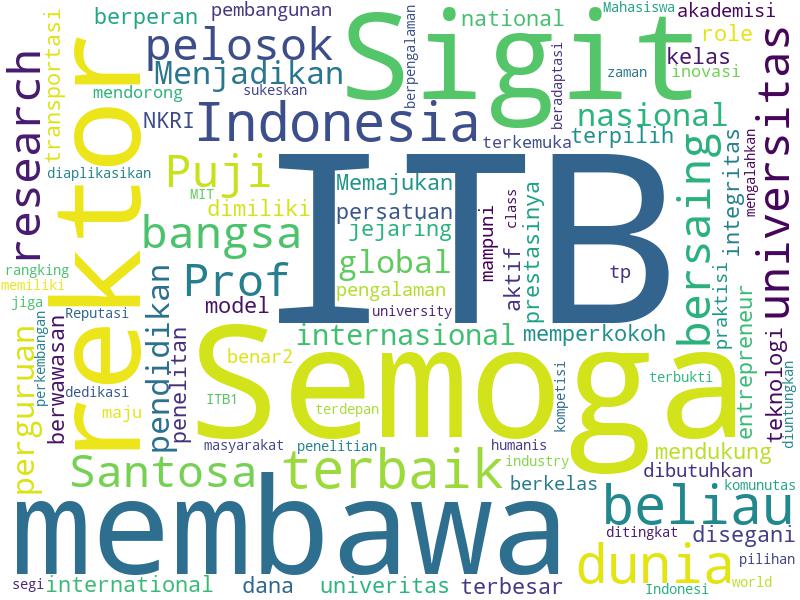 berperan
pembangunan
Sigit
national
Mahasiswa
akademisi
role
pelosok
Menjadikan
berpengalaman
beradaptasi
kelas
zaman
inovasi
research
transportasi
rektor
mendorong
sukeskan
NKRI
Indonesia
nasional
terkemuka
terpilih
universitas
diaplikasikan
Puji
MIT
dimiliki
ITB
Memajukan
persatuan
jejaring
mampuni
class
prestasinya
bersaing
integritas
mengalahkan
bangsa
global
aktif
tp
Prof
pengalaman
model
university
praktisi
rangking
memiliki
jiga
Reputasi
pendidikan
internasional
memperkokoh
entrepreneur
perguruan
perkembangan
berwawasan
penelitan
Semoga
benar2
terbukti
teknologi
diuntungkan
dedikasi
maju
ITB1
terdepan
kompetisi
masyarakat
penelitian
humanis
mendukung
Santosa
terbaik
industry
dibutuhkan
berkelas
komunutas
membawa
beliau
ditingkat
disegani
dunia
pilihan
segi
international
dana
univeritas
terbesar
Indonesi
world